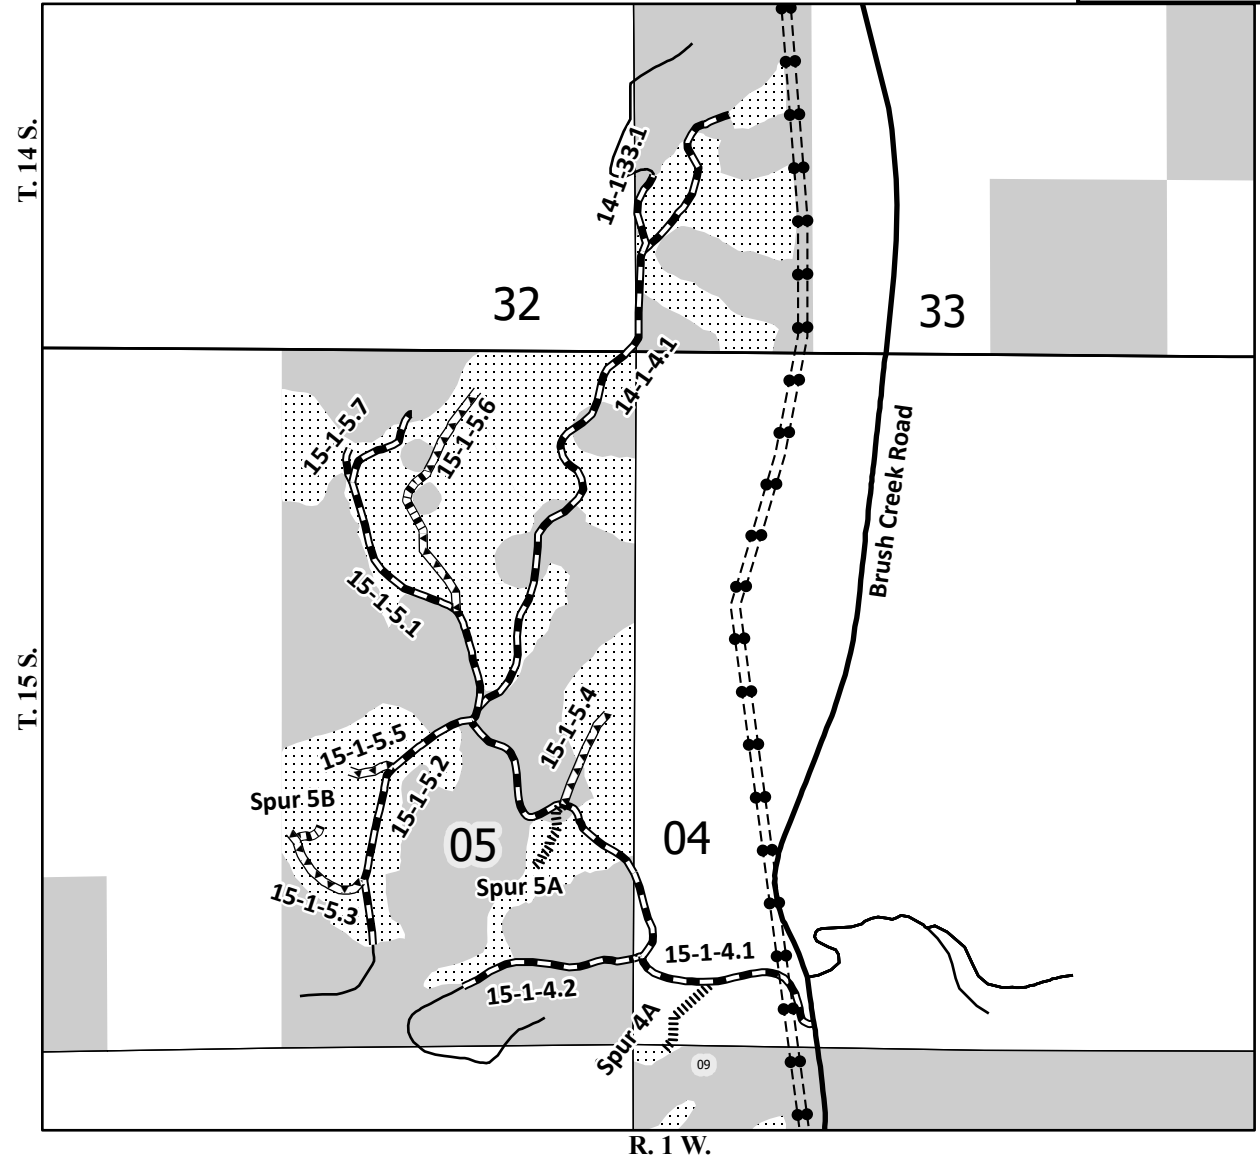 T. 14 S.
14-1-33.1
32
33
14-1-4.1
15-1-5.7
15-1-5.6
Brush Creek Road
15-1-5.1
T. 15 S.
15-1-5.4
15-1-5.5
15-1-5.2
Spur 5B
05
04
Spur 5A
15-1-5.3
15-1-4.1
15-1-4.2
Spur 4A
09
R. 1 W.